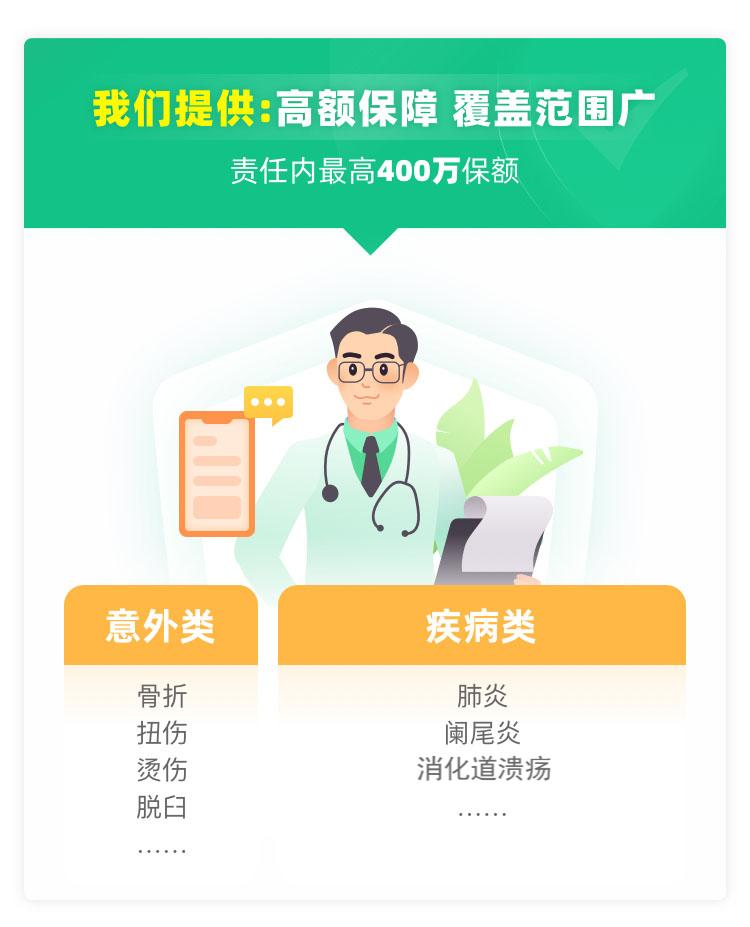 我们提供:高额保障 覆盖范围广
责任内最高400万保额
意外类
骨折
扭伤
烫伤
脱臼
......
疾病类
肺炎
阑尾炎
消化道溃疡
......